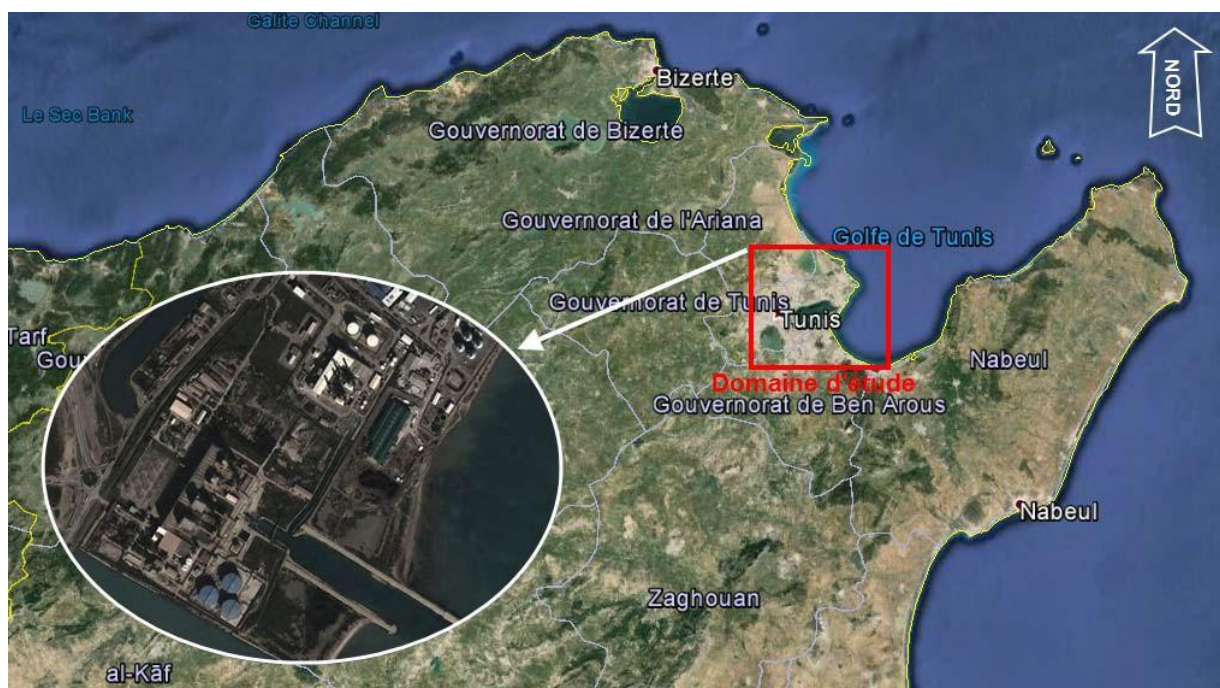 Galite Channel
NORD
Le Sec Bank
Bizerte
Gouvernorat de Bizerte
Gouvernorat de l'Ariana
Golfe de Tunis
Gouvernorat de Tunis
Tunis
Tarf
Gou
Nabeul
Domaine d'étude
Gouvernorat de Ben Arous
Nabeul
Zaghouan
al-Kāf